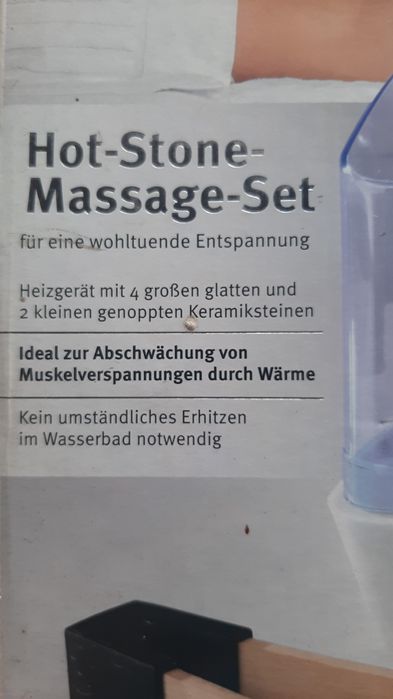 Hot-Stone-
Massage-Set
für eine wohltuende Entspannung
Heizgerät mit 4 großen glatten und
2 kleinen genoppten Keramiksteinen
Ideal zur Abschwächung von
Muskelverspannungen durch Wärme
Kein umständliches Erhitzen
im Wasserbad notwendig